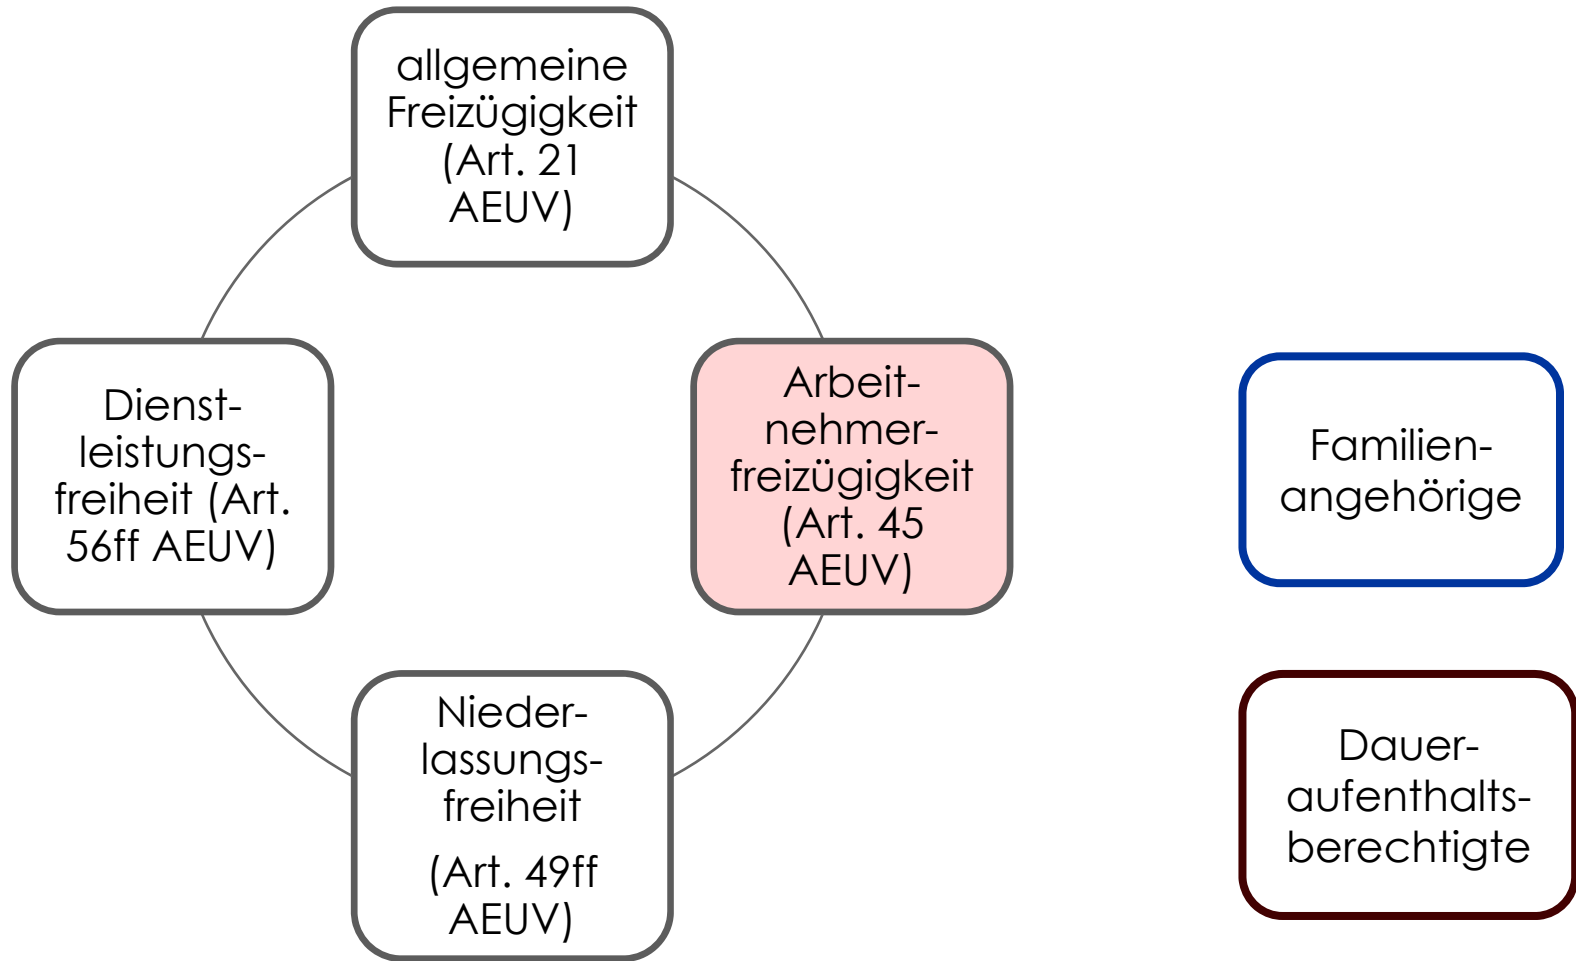 allgemeine
Freizügigkeit
(Art. 21
AEUV)
Dienst-
leistungs-
freiheit (Art.
56ff AEUV)
Arbeit-
nehmer-
freizügigkeit
(Art. 45
AEUV)
Nieder-
lassungs-
freiheit
(Art. 49ff
AEUV)
Familien-
angehörige
Dauer-
aufenthalts-
berechtigte